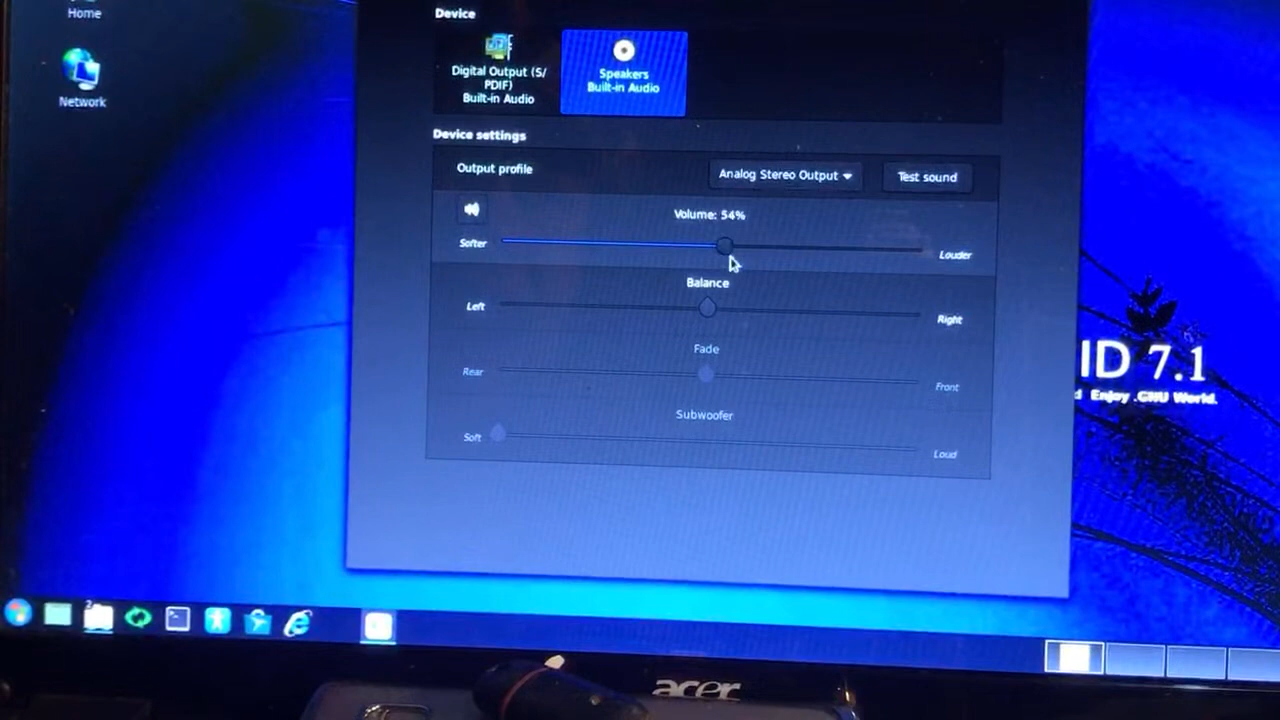 Home
Network
Device
Digital Output (S/
PDIF)
Built-in Audio
Speakers
Built-in Audio
Device settings
Output profile
Analog Stereo Output
Test sound
Volume: 54%
Softer
Louder
Balance
Left
Right
Fade
Rear
Front
Subwoofer
Soft
Loud
ID 7.1
d Enjoy .GNU World.
2
acer